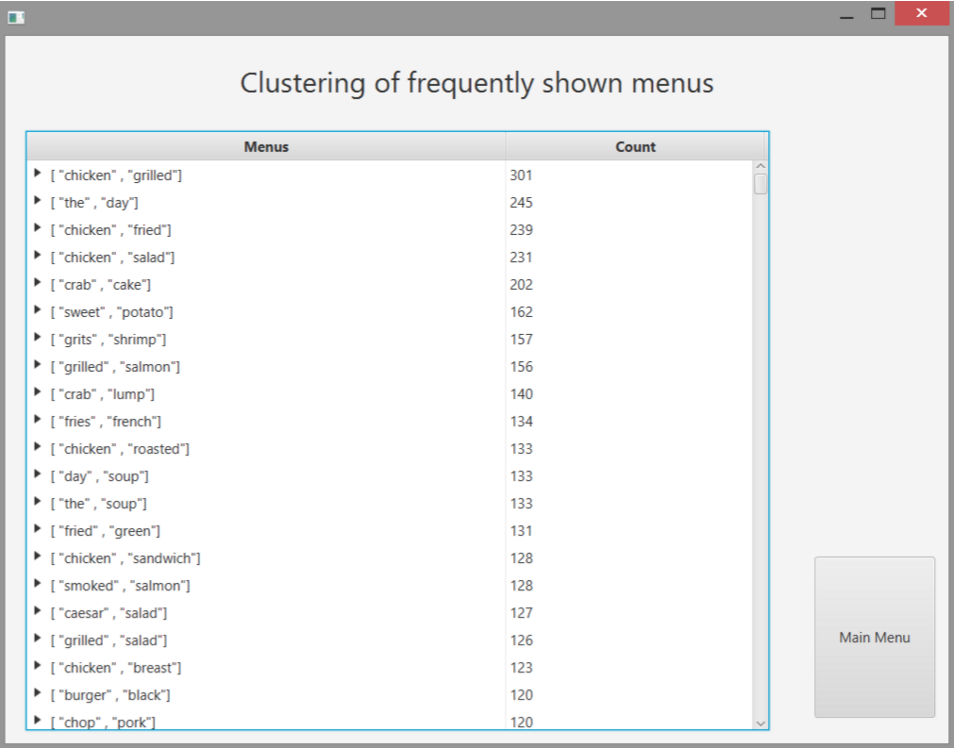 Clustering of frequently shown menus
Menus Count
[ "chicken" , "grilled"] 301
[ "the" , "day"] 245
[ "chicken" , "fried"] 239
[ "chicken" , "salad"] 231
[ "crab" , "cake"] 202
[ "sweet" , "potato"] 162
[ "grits" , "shrimp"] 157
[ "grilled" , "salmon"] 156
[ "crab" , "lump"] 140
[ "fries" , "french"] 134
[ "chicken" , "roasted"] 133
[ "day" , "soup"] 133
[ "the" , "soup"] 133
[ "fried" , "green"] 131
[ "chicken" , "sandwich"] 128
[ "smoked" , "salmon"] 128
[ "caesar" , "salad"] 127
[ "grilled" , "salad"] 126
[ "chicken" , "breast"] 123
[ "burger" , "black"] 120
[ "chop" , "pork"] 120
Main Menu